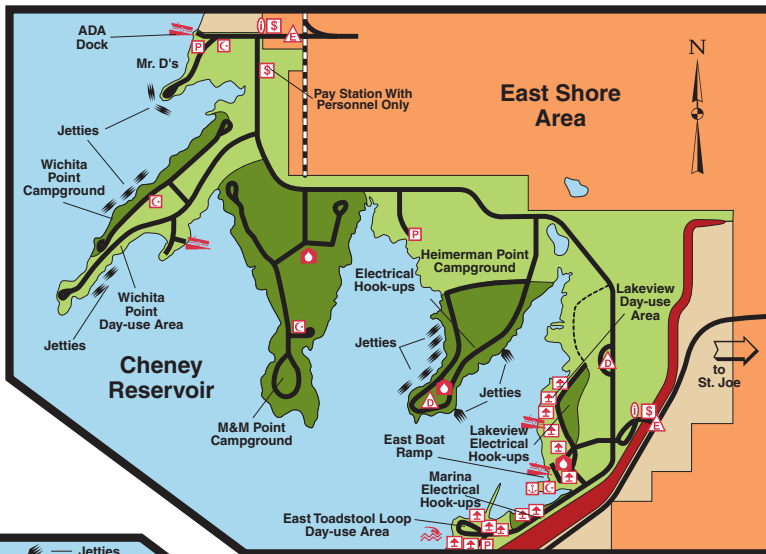 ADA
Dock
Mr. D's
P
$
E
$
Pay Station With
Personnel Only
East Shore
Area
N
Jetties
Wichita
Point
Campground
P
Electrical
Hook-ups
Heimerman Point
Campground
Lakeview
Day-use
Area
Wichita
Point
Day-use Area
Jetties
Cheney
Reservoir
Jetties
D
to
St. Joe
D
Jetties
M&M Point
Campground
East Boat
Ramp
Lakeview
Electrical
Hook-ups
$
E
Marina
Electrical
Hook-ups
East Toadstool Loop
Day-use Area
P
Jetties